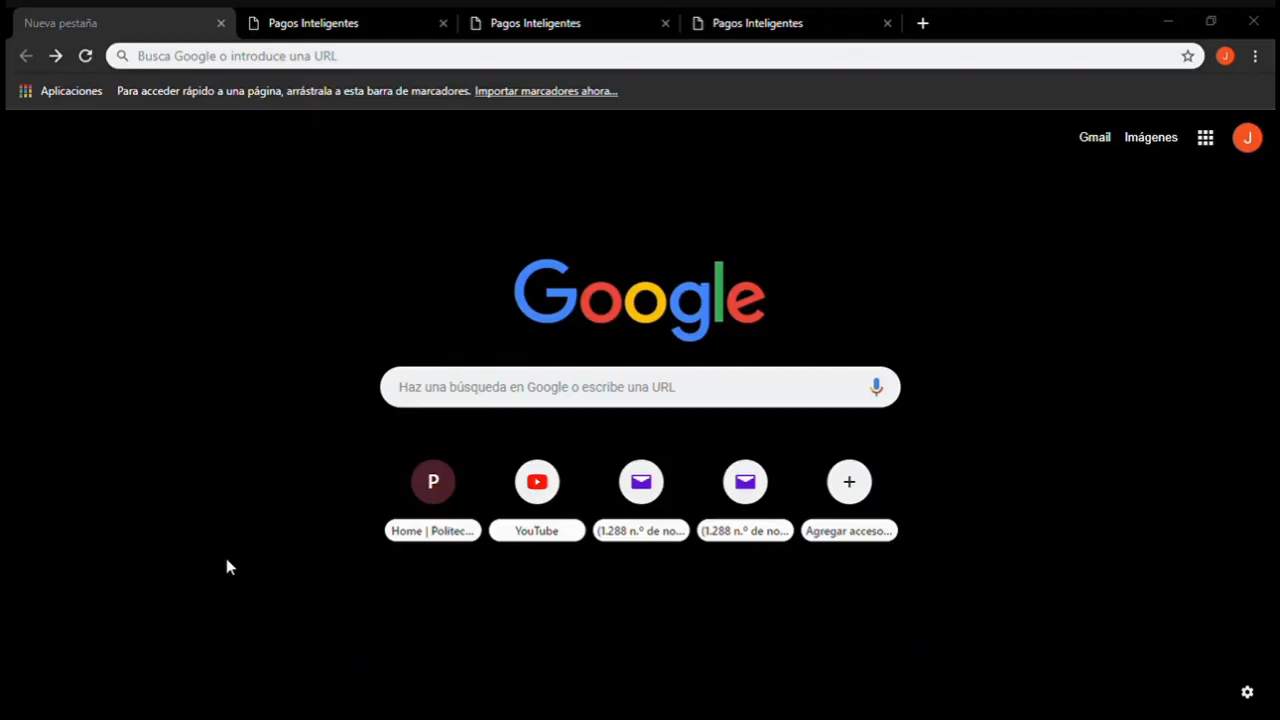 Nueva pestaña
Pagos Inteligentes
Pagos Inteligentes
Pagos Inteligentes
Busca Google o introduce una URL
J
Aplicaciones
Para acceder rápido a una página, arrástrala a esta barra de marcadores. Importar marcadores ahora...
Gmail
Imágenes
J
Google
Haz una búsqueda en Google o escribe una URL
P
Home | Politec...
YouTube
(1.288 n.º de no...
(1.288 n.º de no...
Agregar acceso...